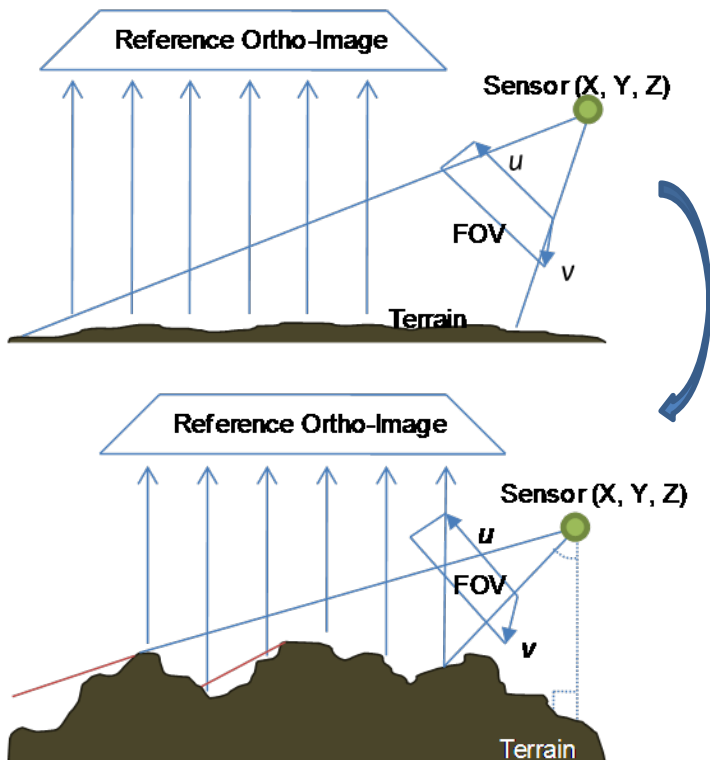 Reference Ortho-Image
Sensor (X, Y, Z)
u
FOV
v
Terrain
Reference Ortho-Image
Sensor (X, Y, Z)
u
FOV
v
Terrain